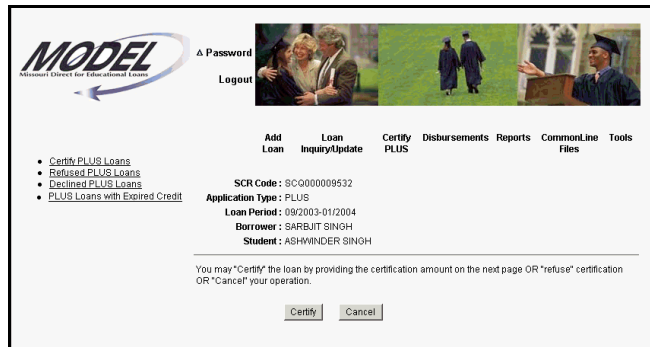 MODEL
Missouri Direct for Educational Loans
Δ Password
Logout
Add Loan
Loan Inquiry/Update
Certify PLUS
Disbursements
Reports
CommonLine Files
Tools
• Certify PLUS Loans
• Refused PLUS Loans
• Declined PLUS Loans
• PLUS Loans with Expired Credit
SCR Code : SCQ000009532
Application Type : PLUS
Loan Period : 09/2003-01/2004
Borrower : SARBJIT SINGH
Student : ASHWINDER SINGH
You may "Certify" the loan by providing the certification amount on the next page OR "refuse" certification
OR "Cancel" your operation.
Certify
Cancel